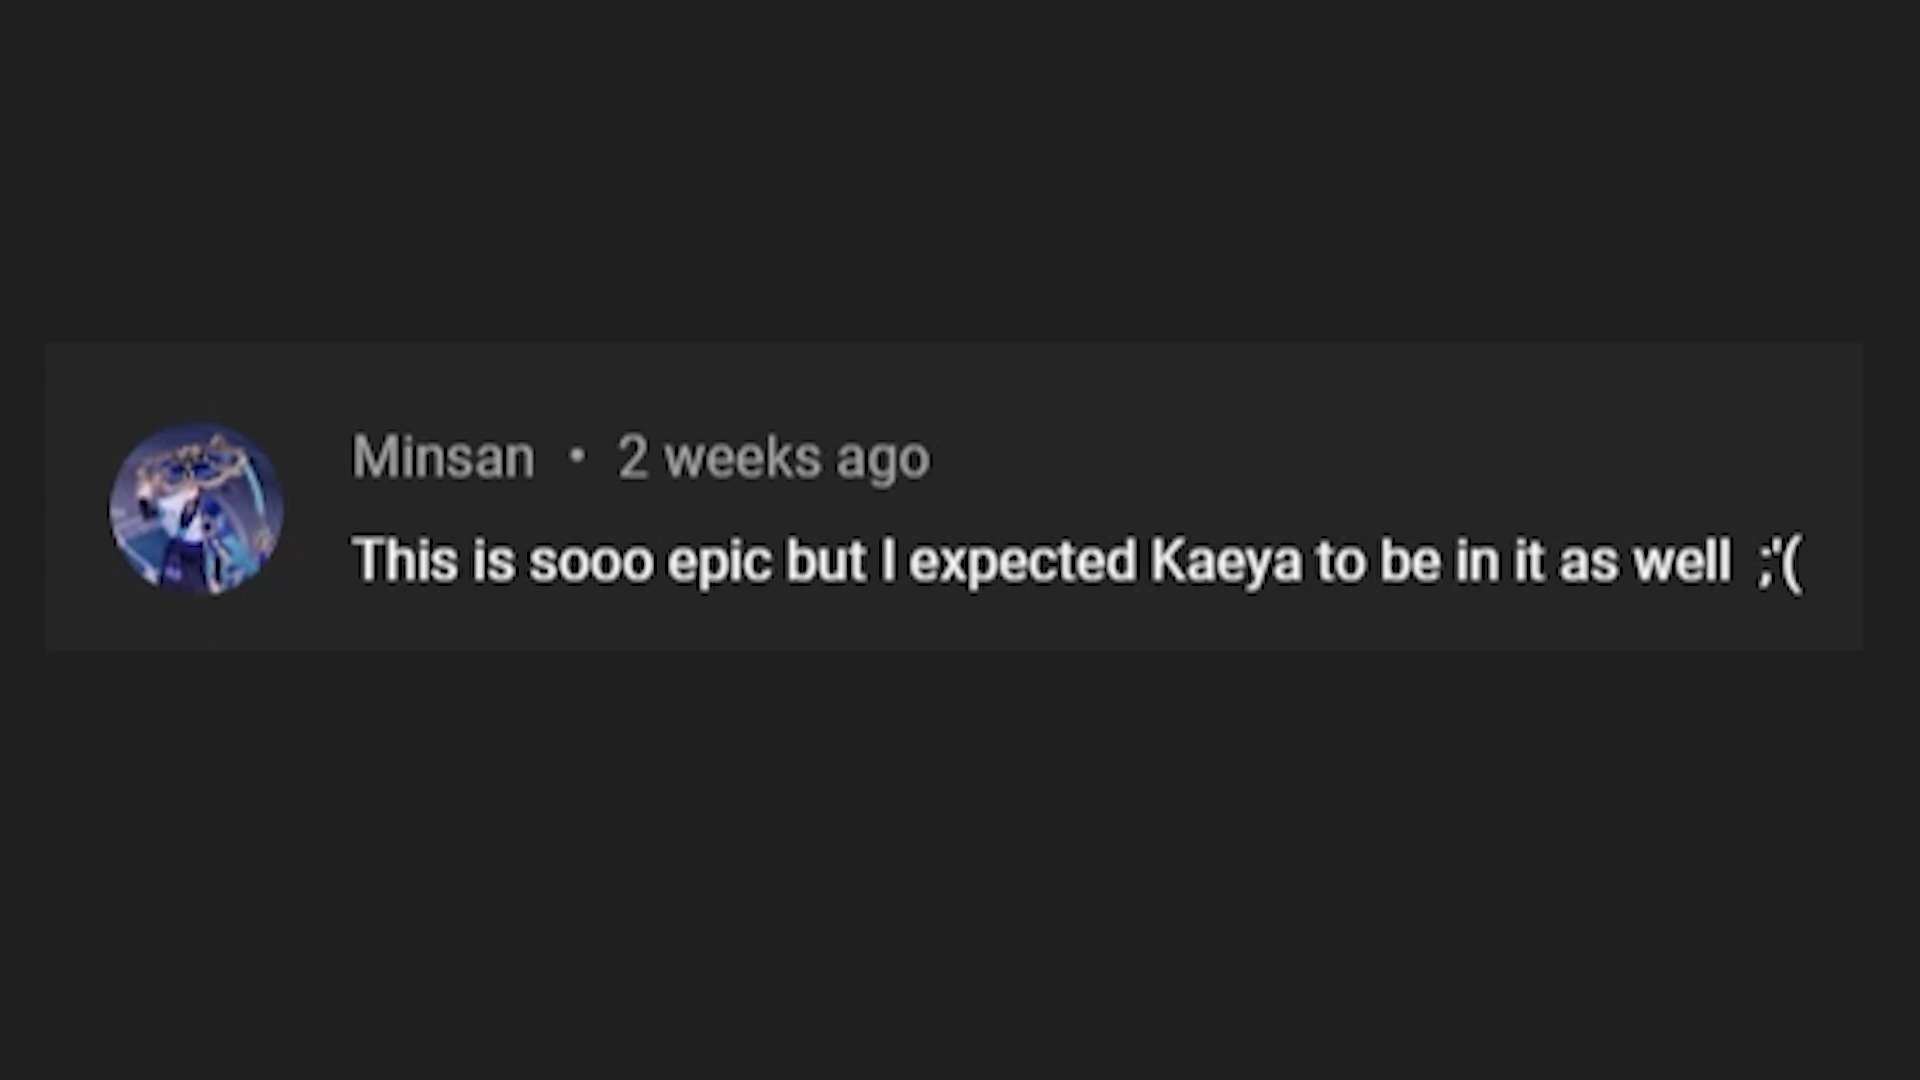 Minsan • 2 weeks ago
This is sooo epic but I expected Kaeya to be in it as well ;'(